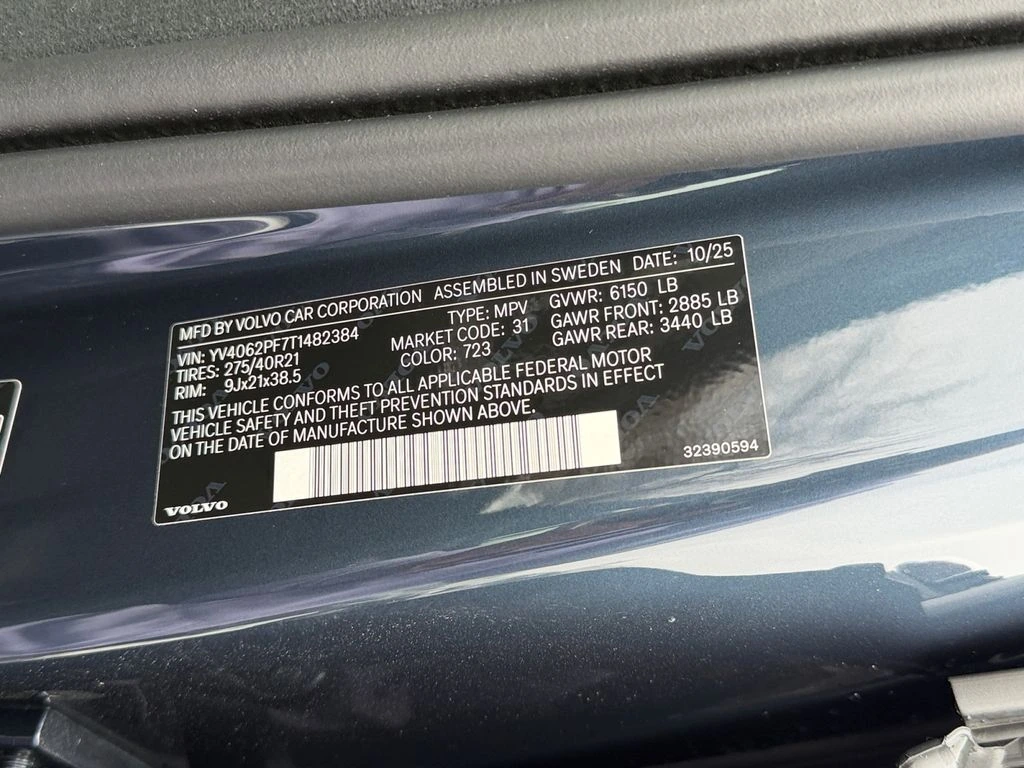 MFD BY VOLVO CAR CORPORATION ASSEMBLED IN SWEDEN DATE: 10/25
VIN: YV4062PF7T1482384 TYPE: MPV GVWR: 6150 LB
TIRES: 275/40R21 MARKET CODE: 31 GAWR FRONT: 2885 LB
RIM: 9Jx21x38.5 COLOR: 723 GAWR REAR: 3440 LB
THIS VEHICLE CONFORMS TO ALL APPLICABLE FEDERAL MOTOR
VEHICLE SAFETY AND THEFT PREVENTION STANDARDS IN EFFECT
ON THE DATE OF MANUFACTURE SHOWN ABOVE.
32390594
VOLVO